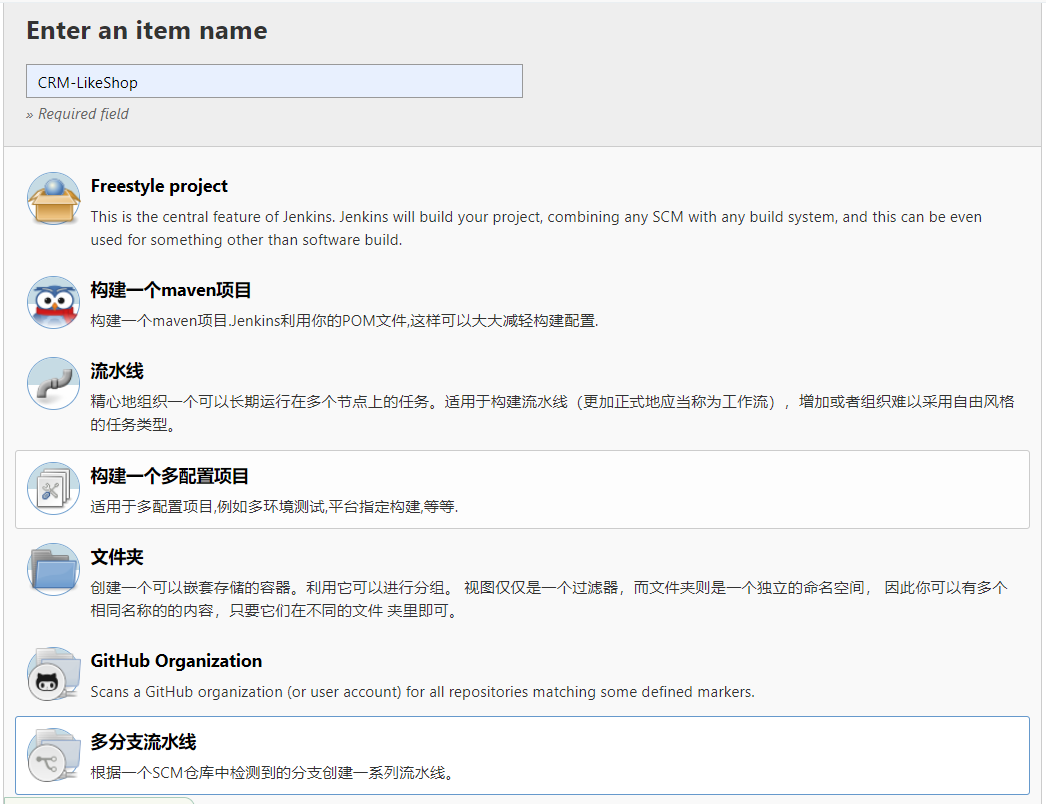 Enter an item name
CRM-LikeShop
» Required field
Freestyle project
This is the central feature of Jenkins. Jenkins will build your project, combining any SCM with any build system, and this can be even
used for something other than software build.
构建一个maven项目
构建一个maven项目.Jenkins利用你的POM文件,这样可以大大减轻构建配置.
流水线
精心地组织一个可以长期运行在多个节点上的任务。适用于构建流水线（更加正式地应当称为工作流），增加或者组织难以采用自由风格
的任务类型。
构建一个多配置项目
适用于多配置项目,例如多环境测试,平台指定构建,等等.
文件夹
创建一个可以嵌套存储的容器。利用它可以进行分组。 视图仅仅是一个过滤器，而文件夹则是一个独立的命名空间， 因此你可以有多个
相同名称的的内容，只要它们在不同的文件 夹里即可。
GitHub Organization
Scans a GitHub organization (or user account) for all repositories matching some defined markers.
多分支流水线
根据一个SCM仓库中检测到的分支创建一系列流水线。